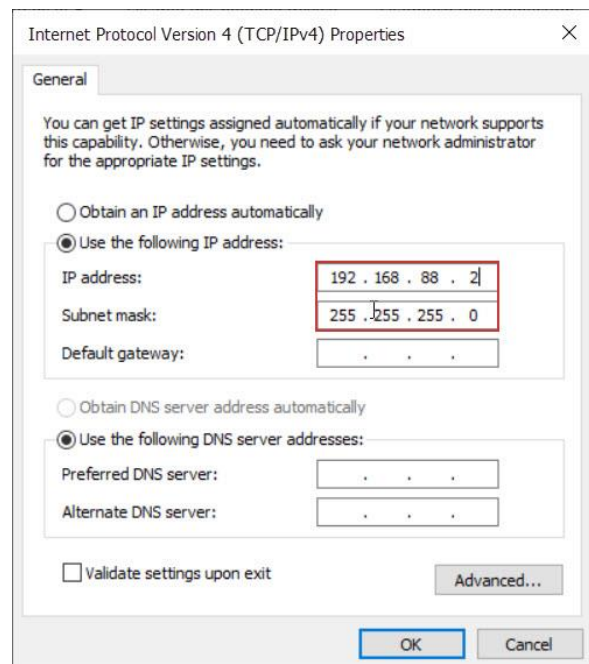 Internet Protocol Version 4 (TCP/IPv4) Properties
General
You can get IP settings assigned automatically if your network supports
this capability. Otherwise, you need to ask your network administrator
for the appropriate IP settings.
Obtain an IP address automatically
Use the following IP address:
IP address: 192 . 168 . 88 . 2
Subnet mask: 255 . 255 . 255 . 0
Default gateway: . . .
Obtain DNS server address automatically
Use the following DNS server addresses:
Preferred DNS server: . . .
Alternate DNS server: . . .
Validate settings upon exit
Advanced...
OK Cancel